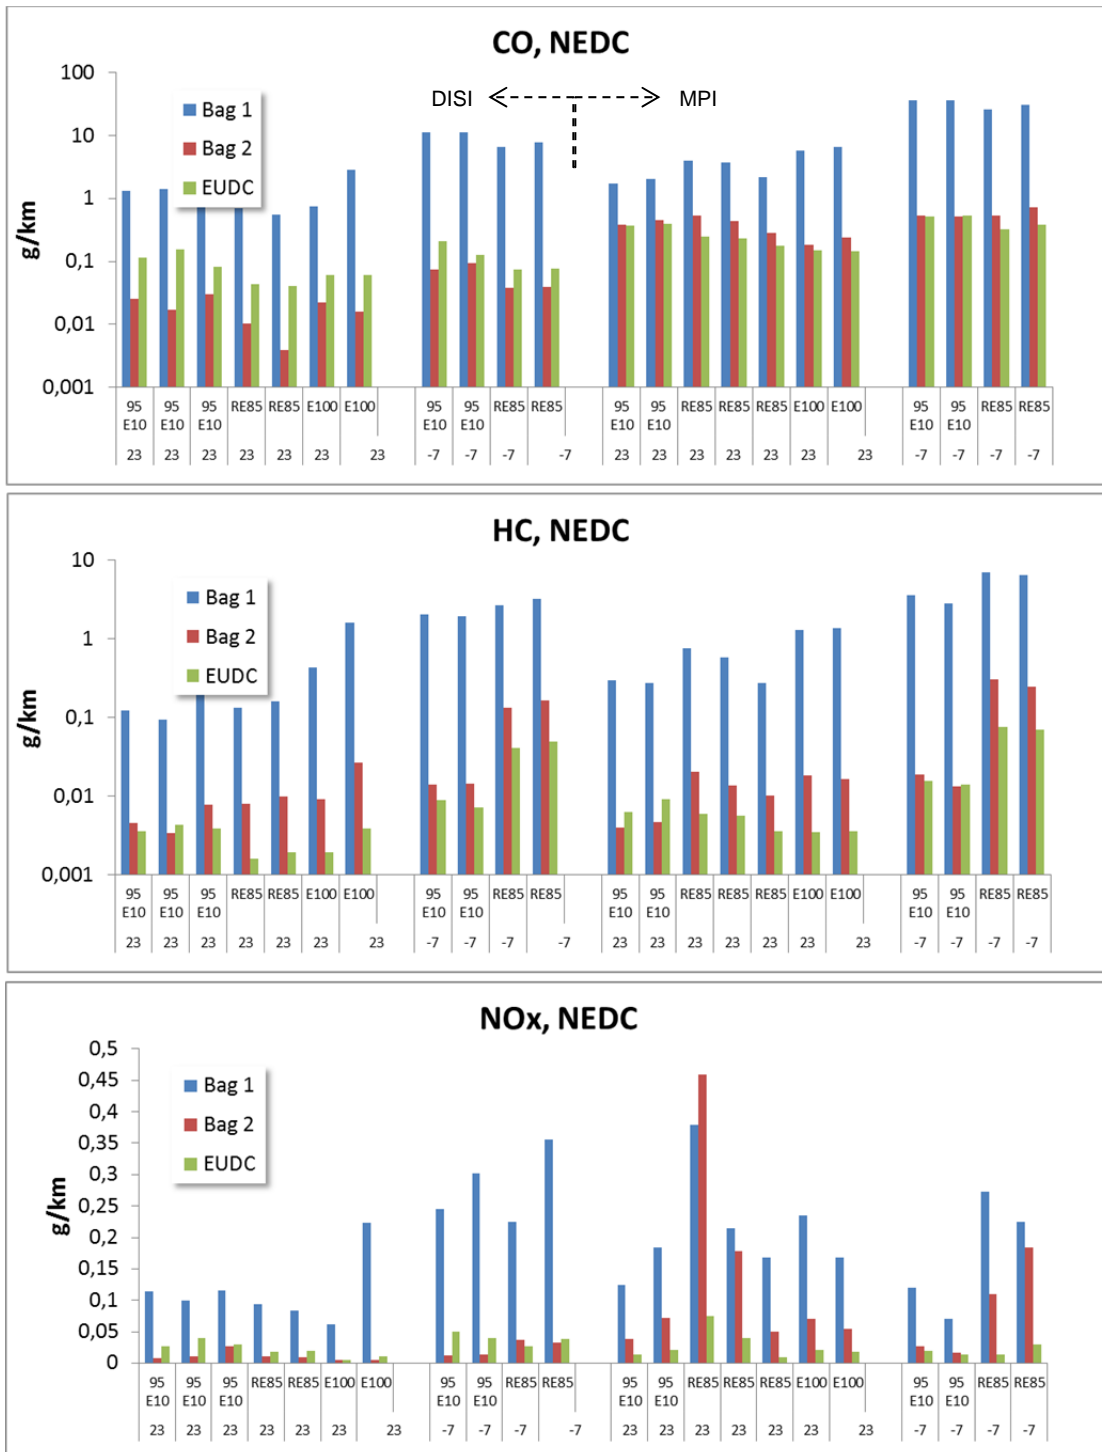 CO, NEDC
DISI MPI
Bag 1
Bag 2
EUDC
g/km
100
10
1
0,1
0,01
0,001
95 95 95 RE85 RE85 E100 E100 95 95 RE85 RE85 95 95 RE85 RE85 RE85 E100 E100 95 95 RE85 RE85
E10 E10 E10 E10 E10 E10 E10 E10 E10
23 23 23 23 23 23 23 -7 -7 -7 -7 23 23 23 23 23 23 23 -7 -7 -7 -7
HC, NEDC
Bag 1
Bag 2
EUDC
g/km
10
1
0,1
0,01
0,001
95 95 95 RE85 RE85 E100 E100 95 95 RE85 RE85 95 95 RE85 RE85 RE85 E100 E100 95 95 RE85 RE85
E10 E10 E10 E10 E10 E10 E10 E10 E10
23 23 23 23 23 23 23 -7 -7 -7 -7 23 23 23 23 23 23 23 -7 -7 -7 -7
NOx, NEDC
Bag 1
Bag 2
EUDC
g/km
0,5
0,45
0,4
0,35
0,3
0,25
0,2
0,15
0,1
0,05
0
95 95 95 RE85 RE85 E100 E100 95 95 RE85 RE85 95 95 RE85 RE85 RE85 E100 E100 95 95 RE85 RE85
E10 E10 E10 E10 E10 E10 E10 E10 E10
23 23 23 23 23 23 23 -7 -7 -7 -7 23 23 23 23 23 23 23 -7 -7 -7 -7